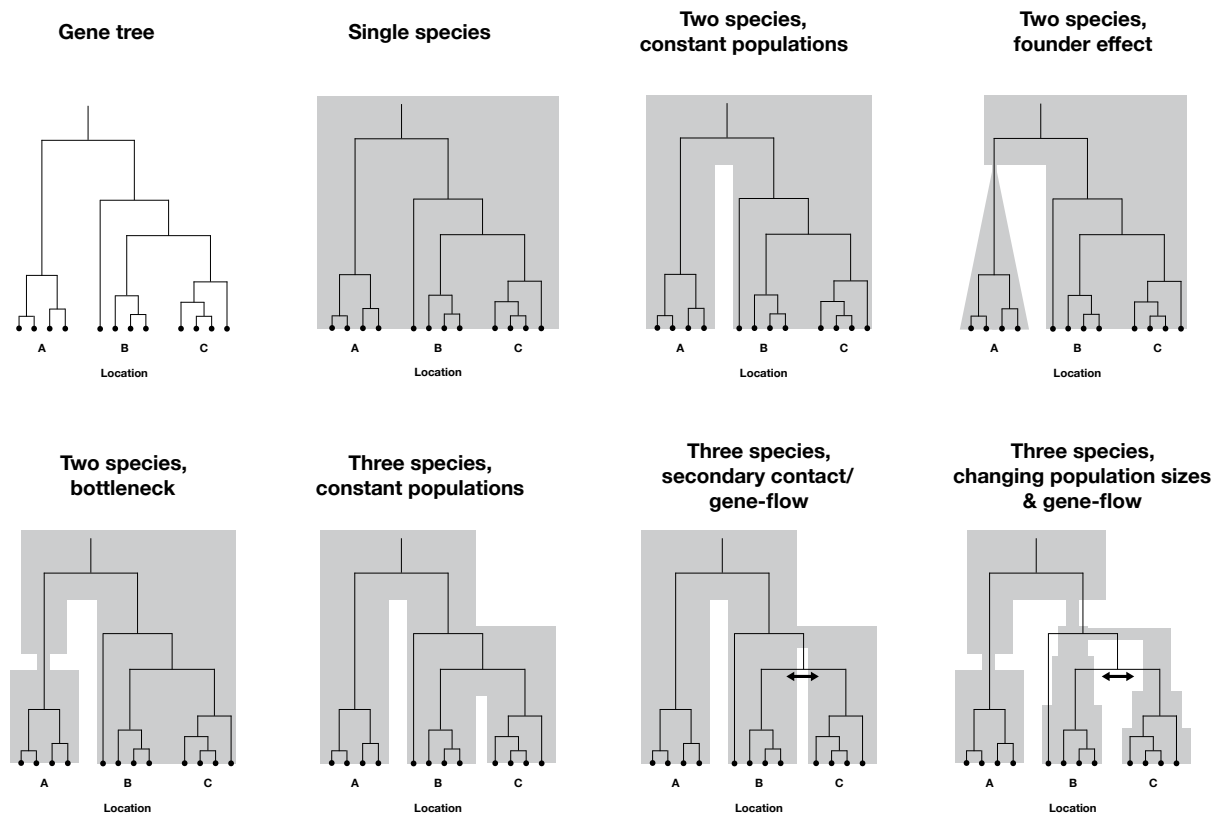 Gene tree
Single species
Two species,
constant populations
Two species,
founder effect
A B C
Location
A B C
Location
A B C
Location
A B C
Location
Two species,
bottleneck
Three species,
constant populations
Three species,
secondary contact/
gene-flow
Three species,
changing population sizes
& gene-flow
A B C
Location
A B C
Location
A B C
Location
A B C
Location